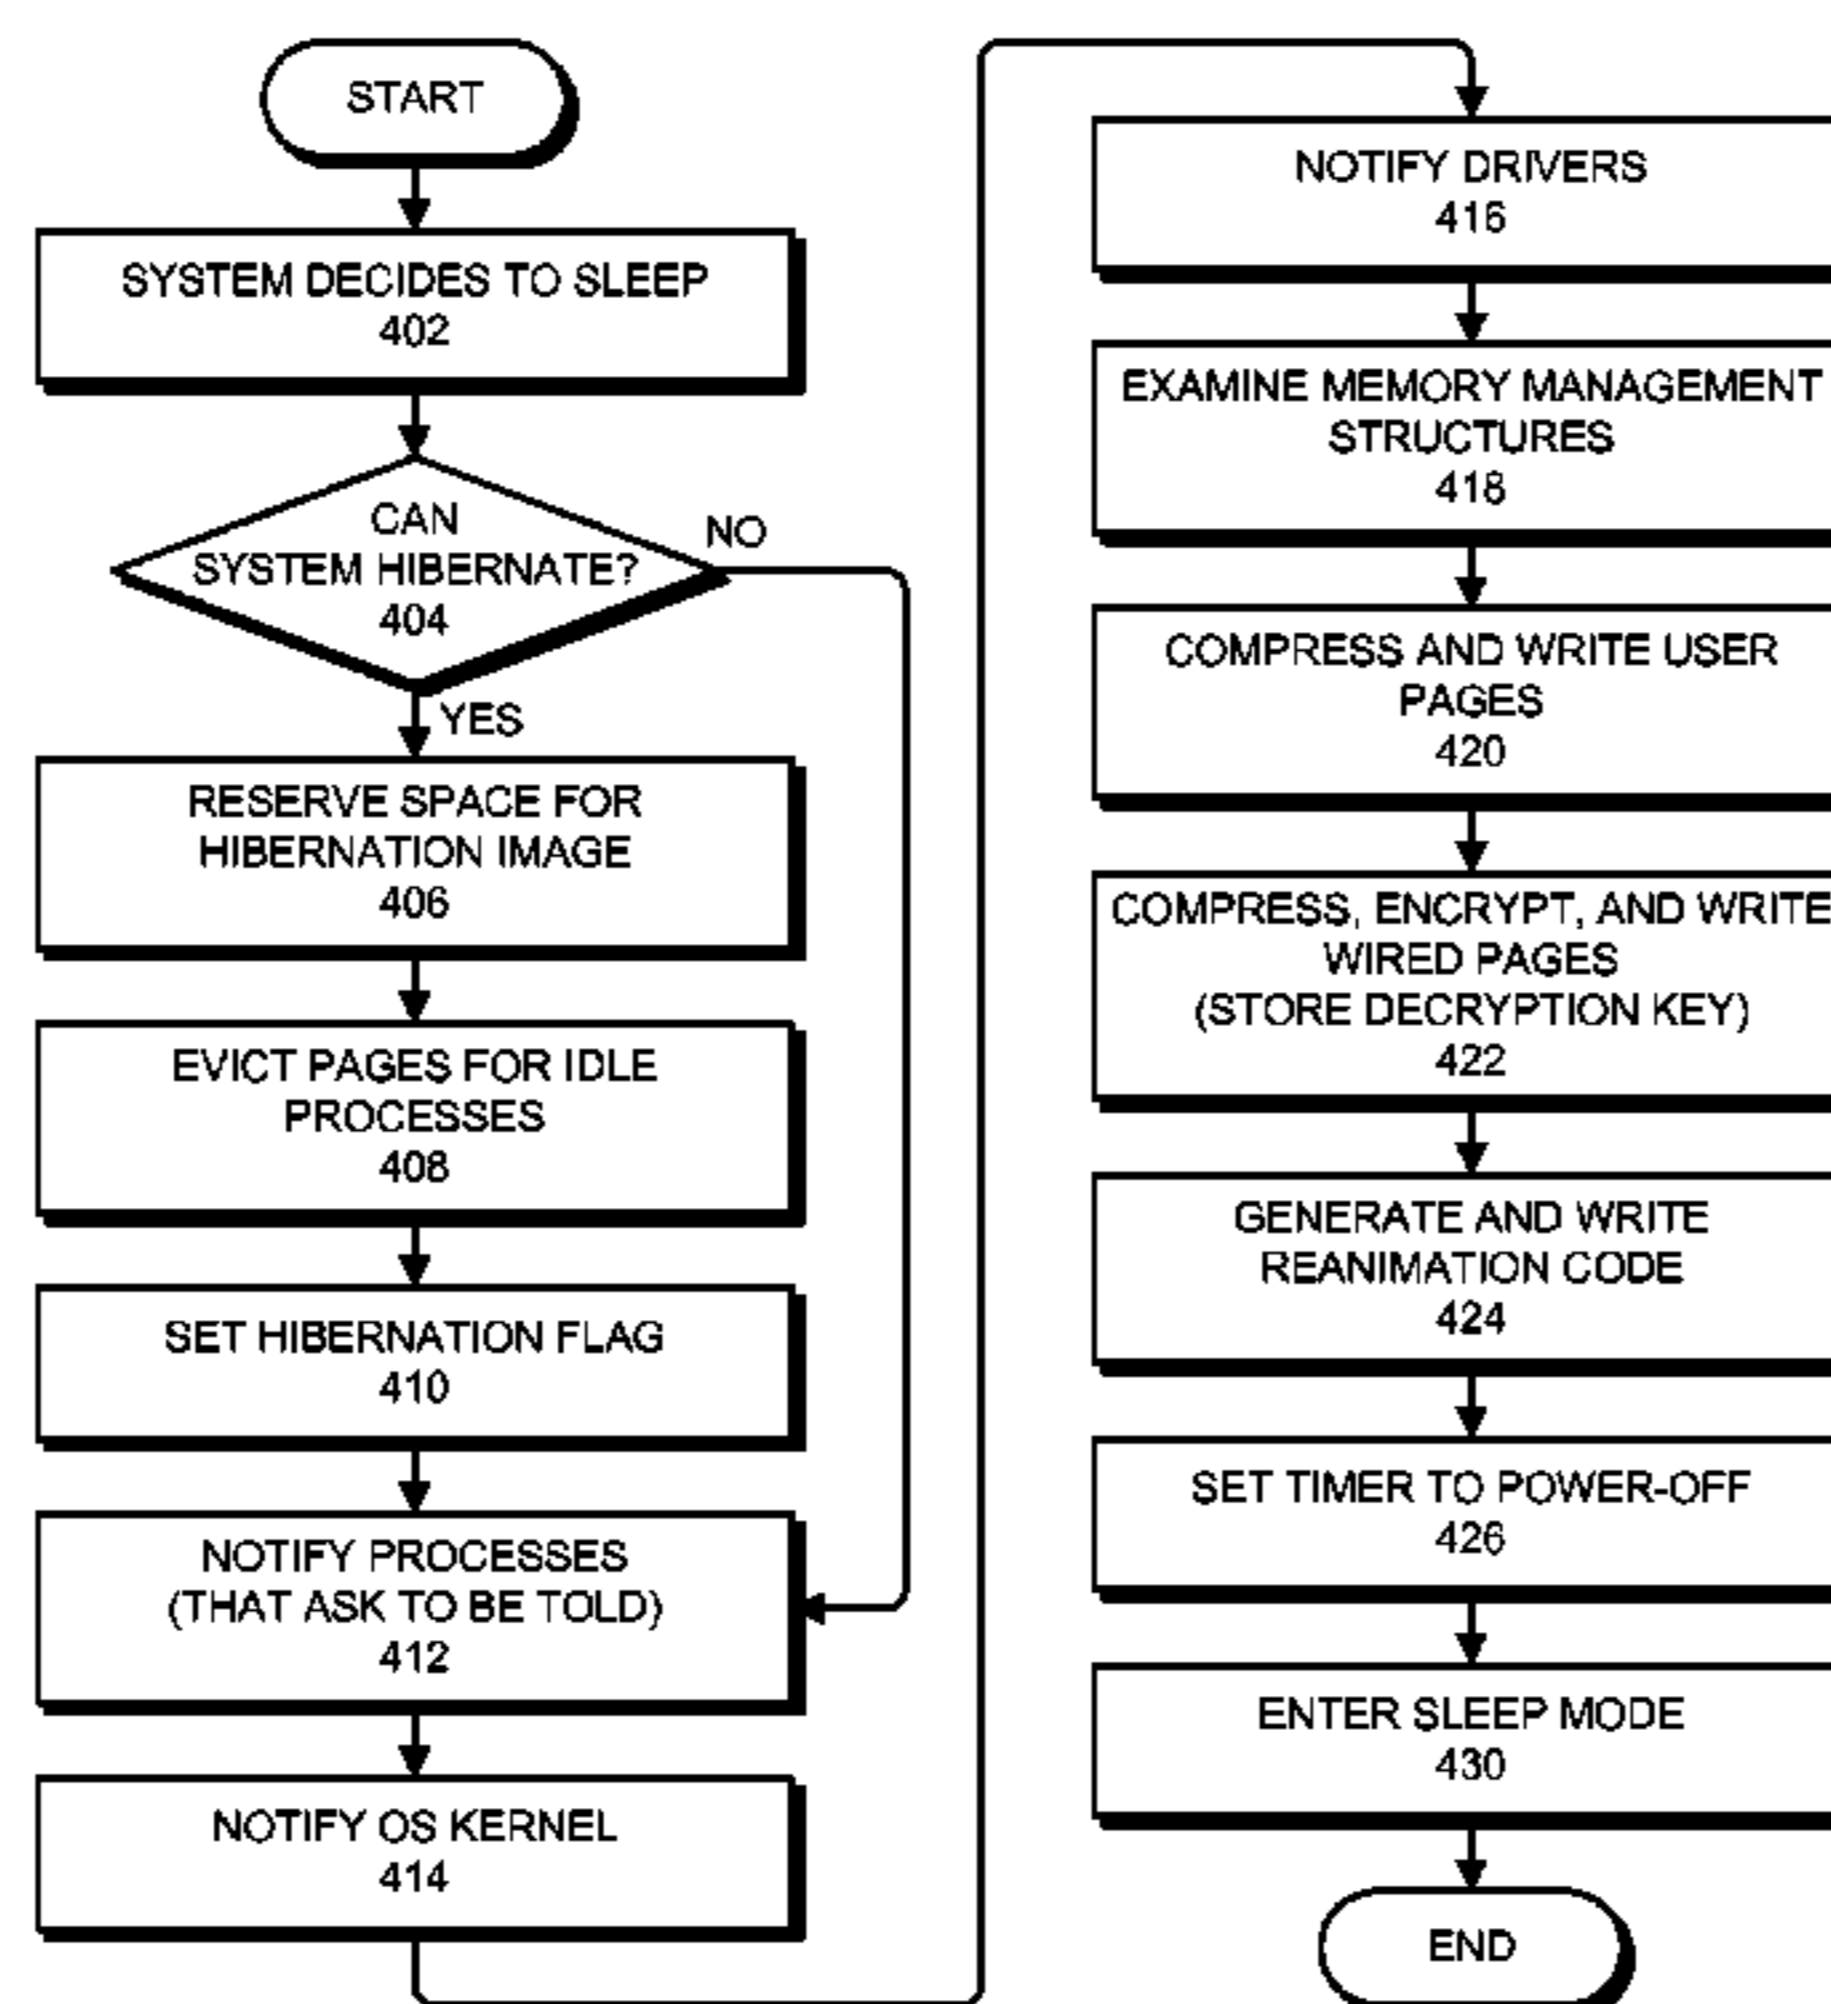 START
SYSTEM DECIDES TO SLEEP
402
CAN
SYSTEM HIBERNATE?
404
NO
YES
RESERVE SPACE FOR
HIBERNATION IMAGE
406
EVICT PAGES FOR IDLE
PROCESSES
408
SET HIBERNATION FLAG
410
NOTIFY PROCESSES
(THAT ASK TO BE TOLD)
412
NOTIFY OS KERNEL
414
NOTIFY DRIVERS
416
EXAMINE MEMORY MANAGEMENT
STRUCTURES
418
COMPRESS AND WRITE USER
PAGES
420
COMPRESS, ENCRYPT, AND WRITE
WIRED PAGES
(STORE DECRYPTION KEY)
422
GENERATE AND WRITE
REANIMATION CODE
424
SET TIMER TO POWER-OFF
426
ENTER SLEEP MODE
430
END